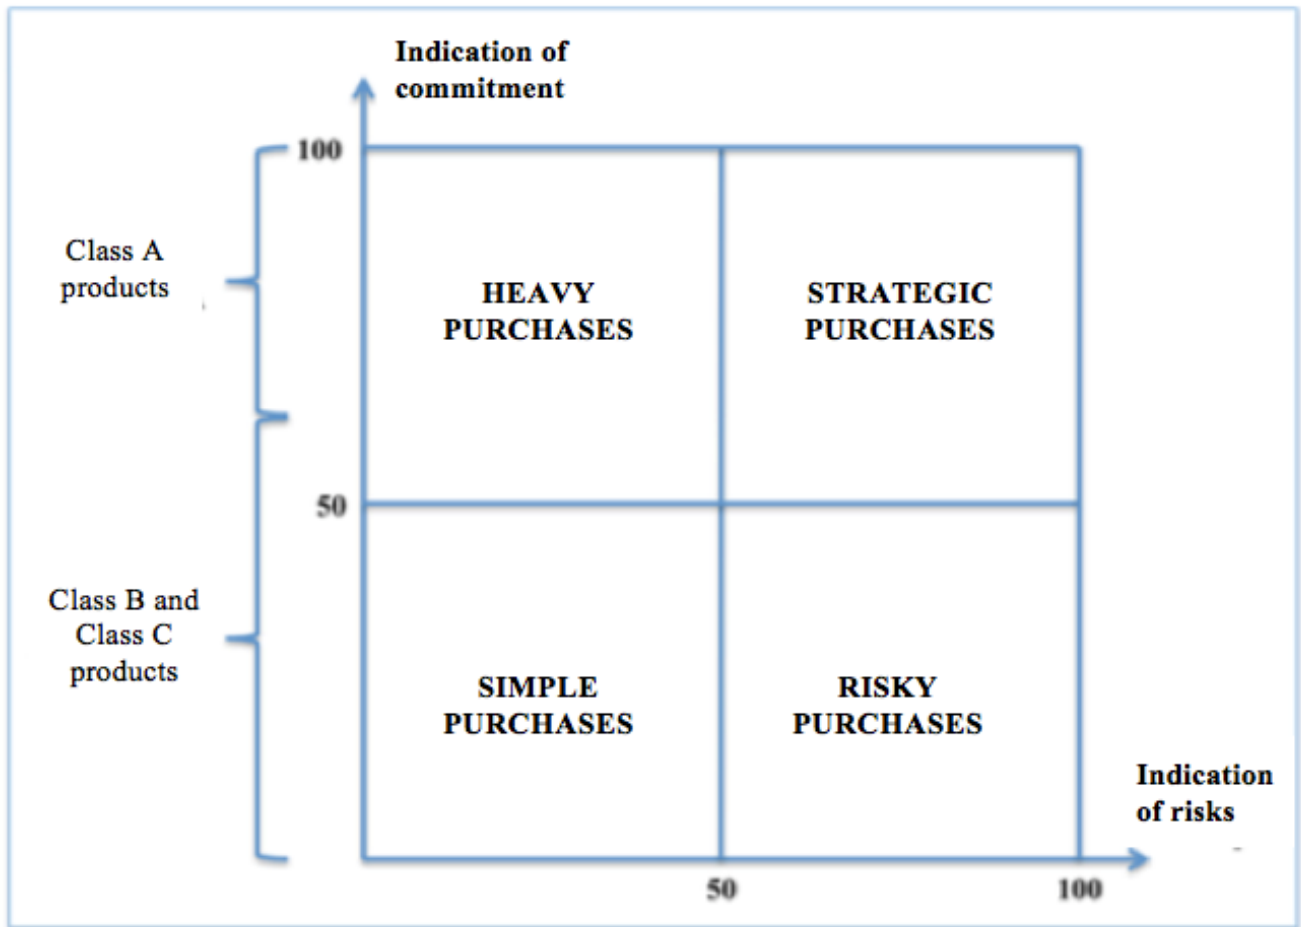 Indication of
commitment
100
Class A
products
HEAVY
PURCHASES
STRATEGIC
PURCHASES
50
Class B and
Class C
products
SIMPLE
PURCHASES
RISKY
PURCHASES
Indication
of risks
50
100